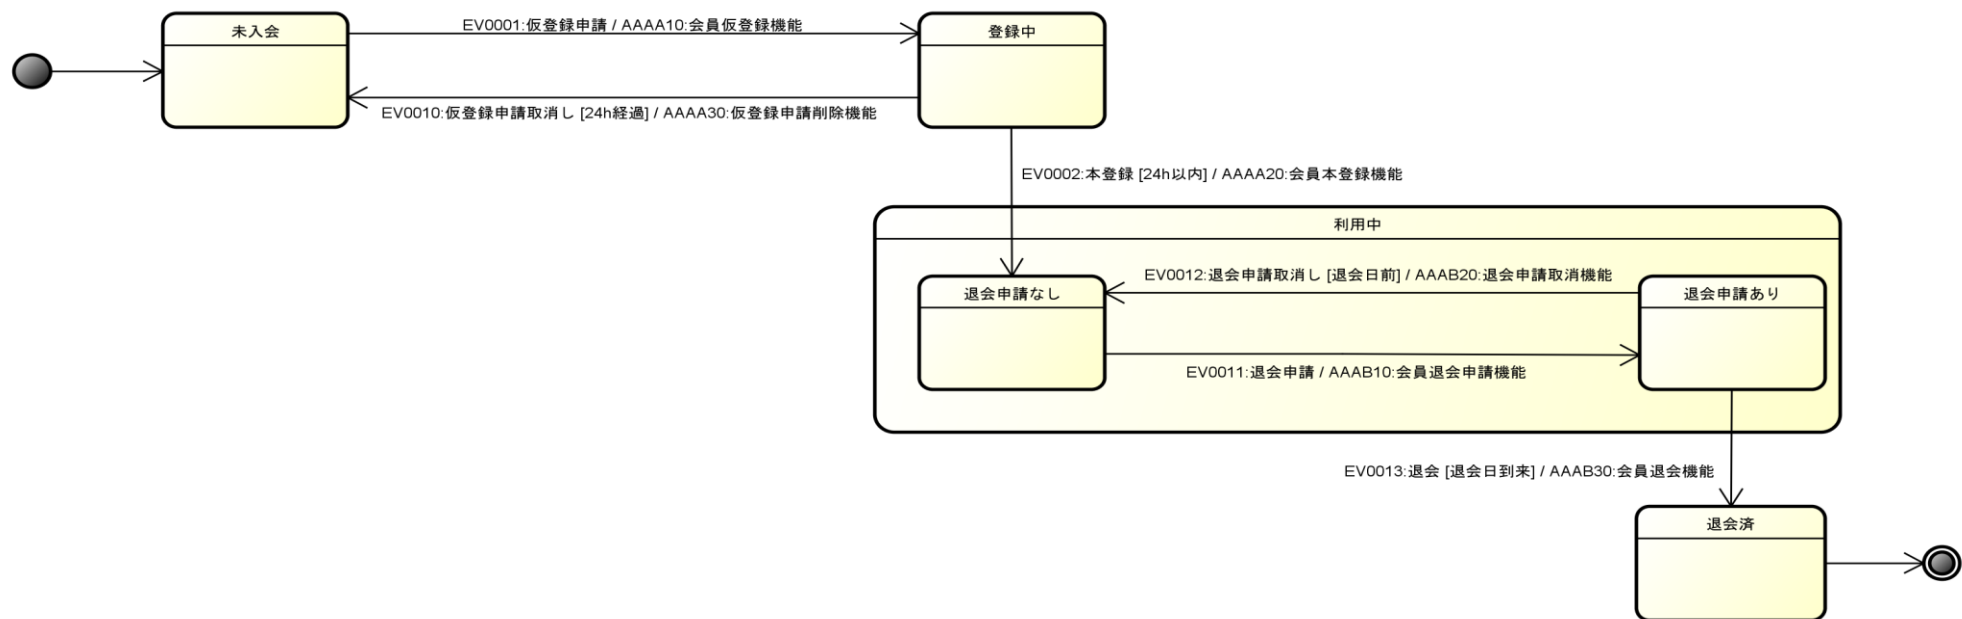 未入会
EV0001:仮登録申請 / AAAA10:会員仮登録機能
登録中
EV0010:仮登録申請取消し [24h経過] / AAAA30:仮登録申請削除機能
EV0002:本登録 [24h以内] / AAAA20:会員本登録機能
利用中
EV0012:退会申請取消し [退会日前] / AAAB20:退会申請取消機能
退会申請なし
退会申請あり
EV0011:退会申請 / AAAB10:会員退会申請機能
EV0013:退会 [退会日到来] / AAAB30:会員退会機能
退会済